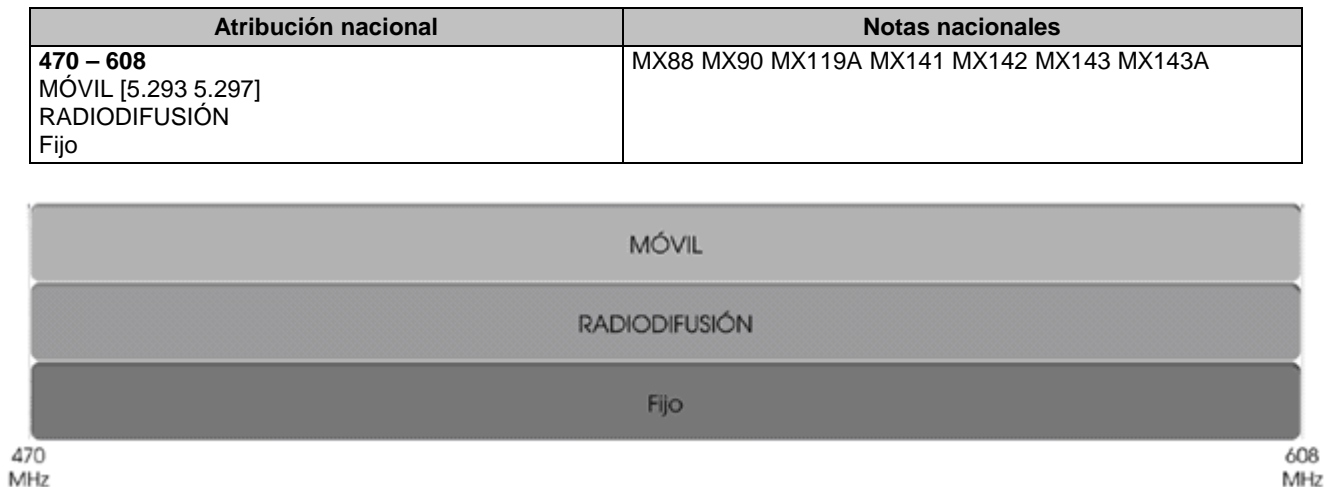 Atribución nacional
Notas nacionales
470 – 608
MX88 MX90 MX119A MX141 MX142 MX143 MX143A
MÓVIL [5.293 5.297]
RADIODIFUSIÓN
Fijo
MÓVIL
RADIODIFUSIÓN
Fijo
470
MHz
608
MHz